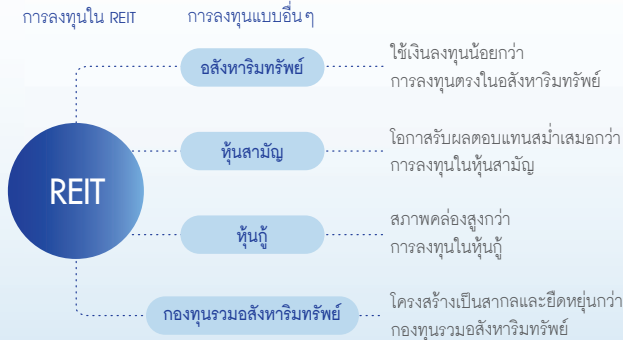 การลงทุนใน REIT
การลงทุนแบบอื่นๆ
REIT
อสังหาริมทรัพย์
ใช้เงินลงทุนน้อยกว่า
การลงทุนตรงในอสังหาริมทรัพย์
หุ้นสามัญ
โอกาสรับผลตอบแทนสม่ำเสมอกว่า
การลงทุนในหุ้นสามัญ
หุ้นกู้
สภาพคล่องสูงกว่า
การลงทุนในหุ้นกู้
กองทุนรวมอสังหาริมทรัพย์
โครงสร้างเป็นสากลและยืดหยุ่นกว่า
กองทุนรวมอสังหาริมทรัพย์